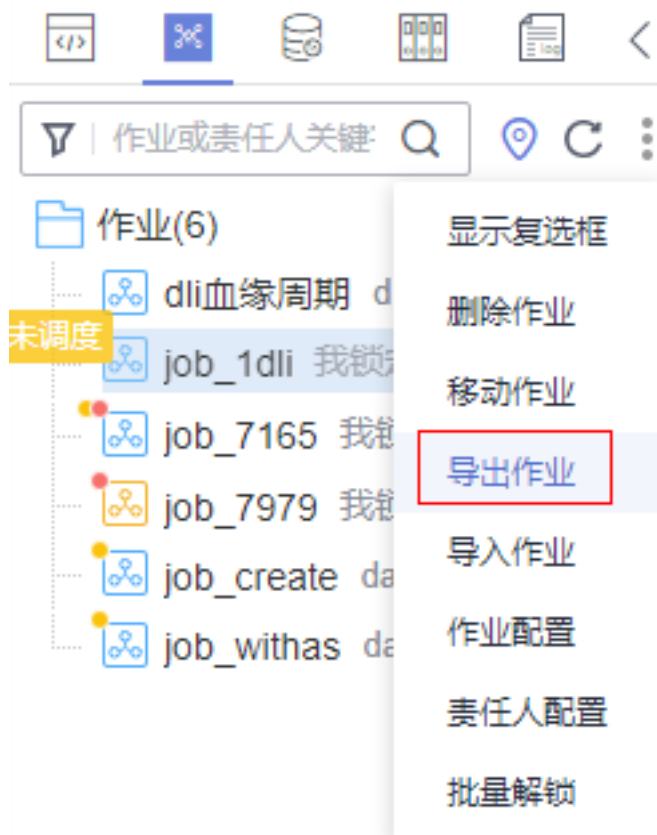 </>
log
作业或责任人关键
作业(6)
dli血缘周期 d
未调度
job_1dli 我锁
job_7165 我
job_7979 我
job_create da
job_withas da
显示复选框
删除作业
移动作业
导出作业
导入作业
作业配置
责任人配置
批量解锁